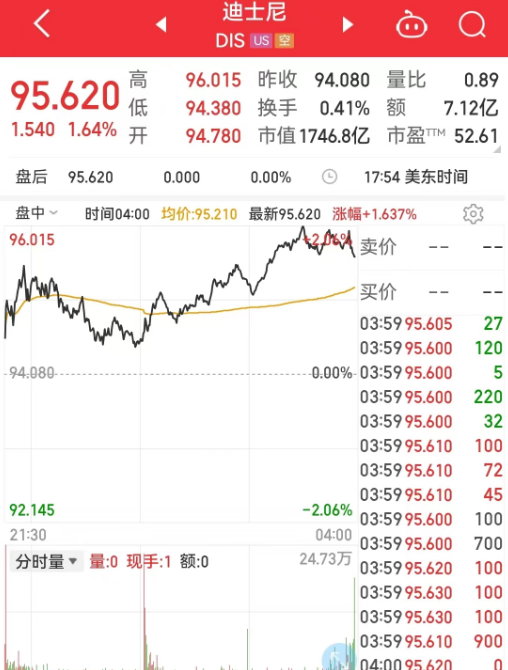 迪士尼
DIS US 空
95.620 高 96.015 昨收 94.080 量比 0.89
低 94.380 换手 0.41% 额 7.12亿
1.540 1.64% 开 94.780 市值 1746.8亿 市盈TTM 52.61
盘后 95.620 0.000 0.00% 17:54 美东时间
盘中 时间04:00 均价:95.210 最新95.620 涨幅+1.637%
96.015 +2.06% 卖价 -- --
买价 -- --
03:59 95.605 27
03:59 95.600 120
94.080 0.00% 03:59 95.600 5
03:59 95.600 220
03:59 95.600 32
03:59 95.610 100
03:59 95.610 72
03:59 95.610 45
92.145 -2.06% 03:59 95.600 100
21:30 04:00 03:59 95.600 700
分时量 量:0 现手:1 额:0 24.73万 03:59 95.620 100
03:59 95.630 100
03:59 95.630 100
03:59 95.610 900
04:00 95.620 0